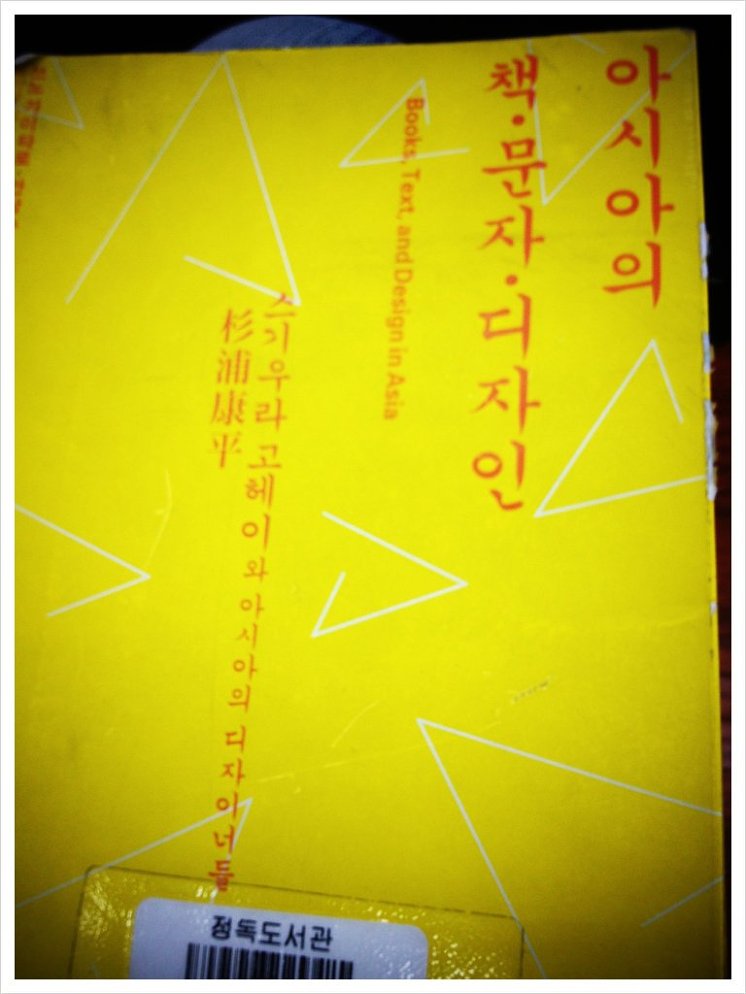 아시아의
책·문자·디자인
Books, Text, and Design in Asia
스기우라 고헤이와 아시아의 디자이너들
杉浦康平
정독도서관